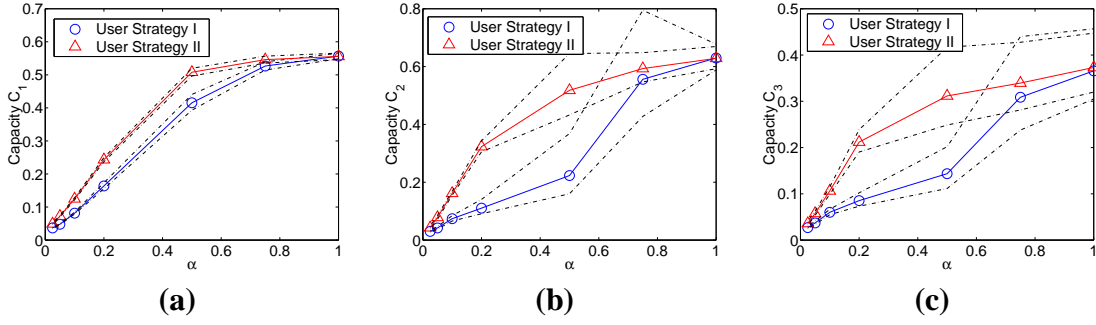 0.7
0.6
0.5
0.4
0.3
0.2
0.1
0
0 0.2 0.4 0.6 0.8 1
Capacity C1
α
User Strategy I
User Strategy II
(a)
0.8
0.6
0.4
0.2
0
0 0.2 0.4 0.6 0.8 1
Capacity C2
α
User Strategy I
User Strategy II
(b)
0.5
0.4
0.3
0.2
0.1
0
0 0.2 0.4 0.6 0.8 1
Capacity C3
α
User Strategy I
User Strategy II
(c)